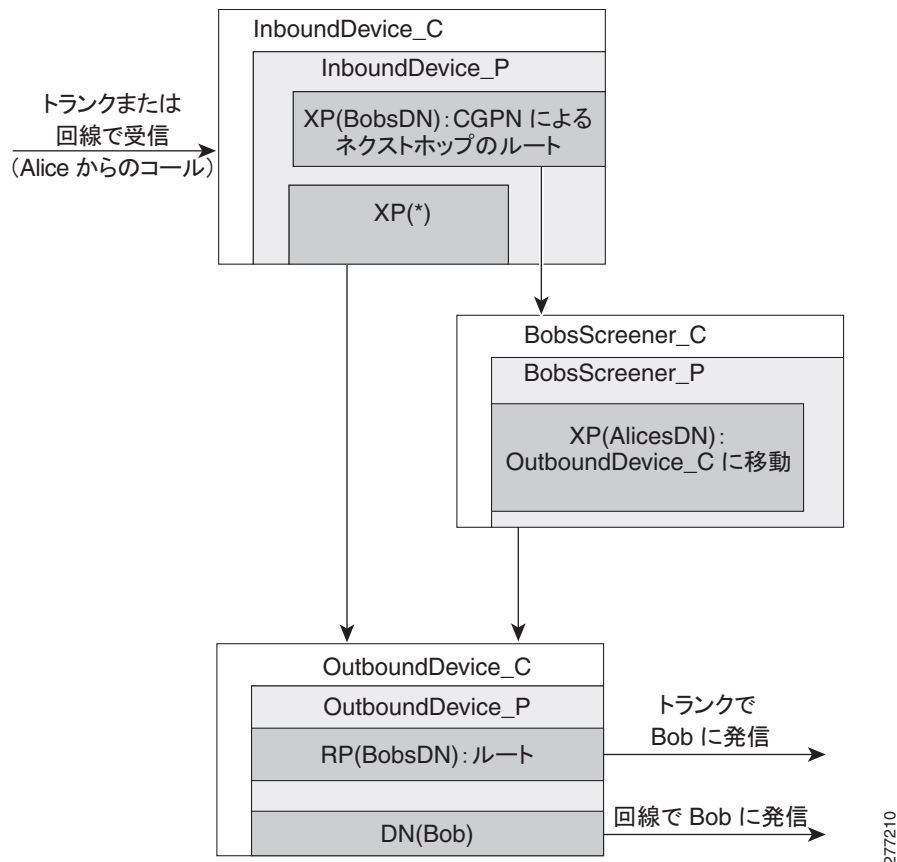 InboundDevice_C
InboundDevice_P
トランクまたは
回線で受信
(Alice からのコール)
XP(BobsDN):CGPN による
ネクストホップのルート
XP(*)
BobsScreener_C
BobsScreener_P
XP(AlicesDN):
OutboundDevice_C に移動
OutboundDevice_C
OutboundDevice_P
RP(BobsDN):ルート
トランクで
Bob に発信
DN(Bob)
回線で Bob に発信
277210